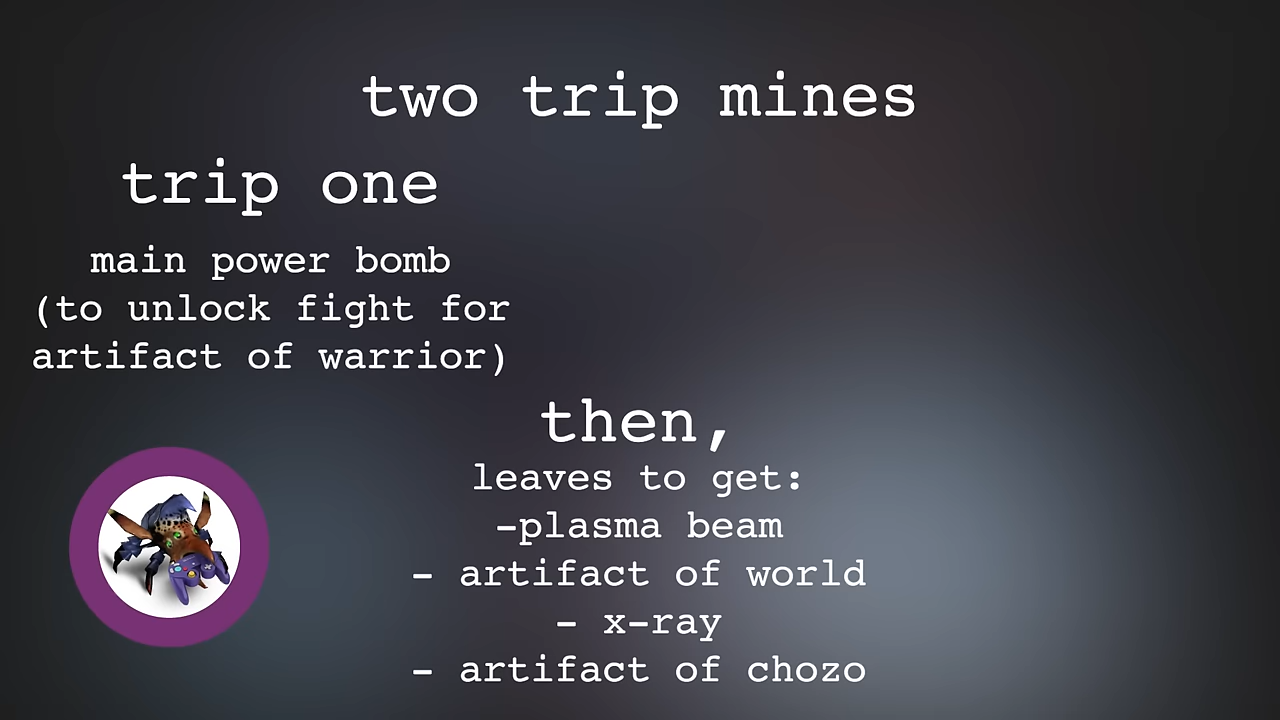 two trip mines
trip one
main power bomb
(to unlock fight for
artifact of warrior)
then,
leaves to get:
-plasma beam
- artifact of world
- x-ray
- artifact of chozo